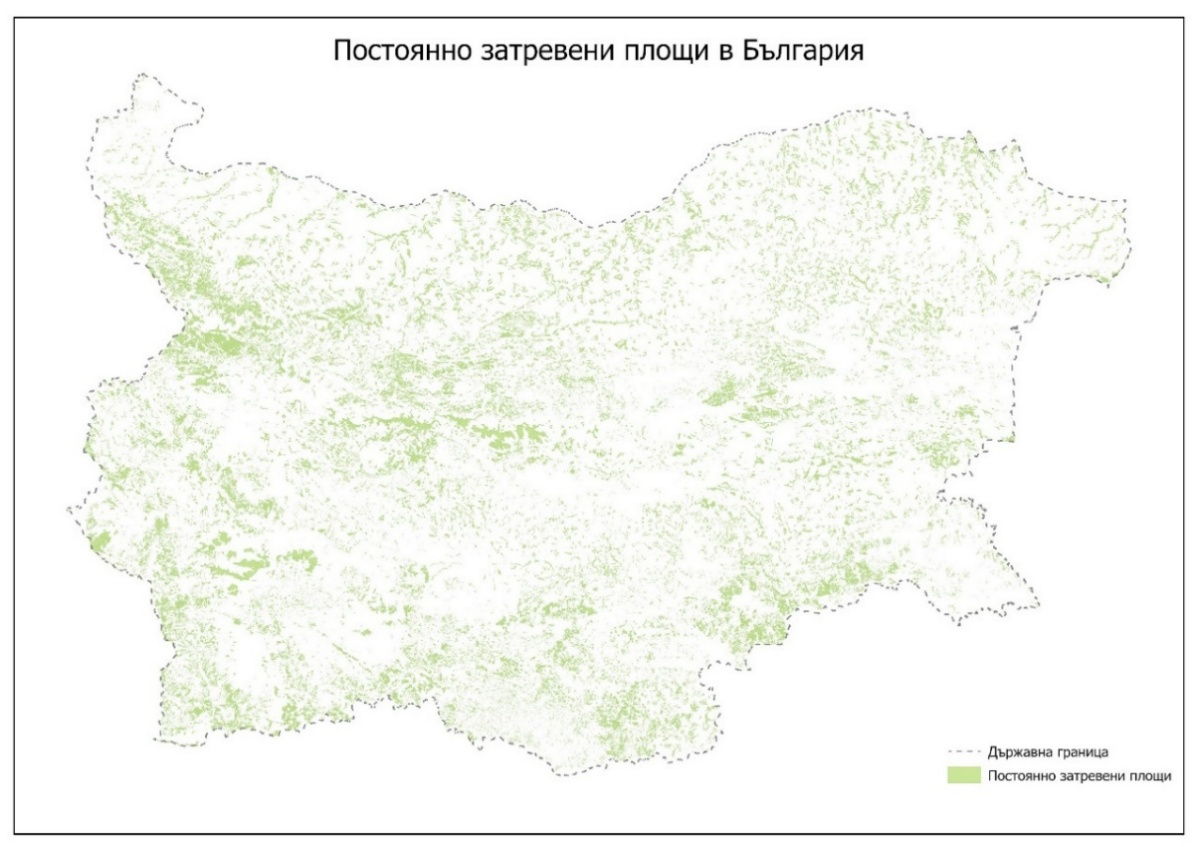 Постоянно затревени площи в България
Държавна граница
Постоянно затревени площи